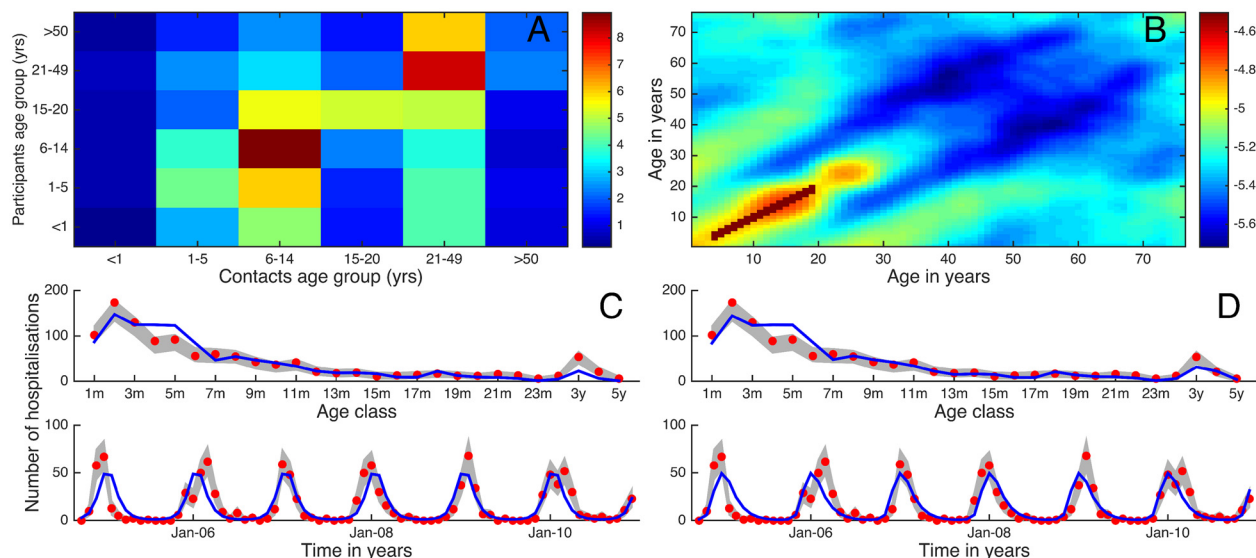 A
Participants age group (yrs)
>50
21-49
15-20
6-14
1-5
<1
<1 1-5 6-14 15-20 21-49 >50
Contacts age group (yrs)
8
7
6
5
4
3
2
1
B
Age in years
70
60
50
40
30
20
10
10 20 30 40 50 60 70
Age in years
-4.6
-4.8
-5
-5.2
-5.4
-5.6
C
Number of hospitalisations
200
100
0
1m 3m 5m 7m 9m 11m 13m 15m 17m 19m 21m 23m 3y 5y
Age class
100
50
0
Jan-06 Jan-08 Jan-10
Time in years
D
200
100
0
1m 3m 5m 7m 9m 11m 13m 15m 17m 19m 21m 23m 3y 5y
Age class
100
50
0
Jan-06 Jan-08 Jan-10
Time in years